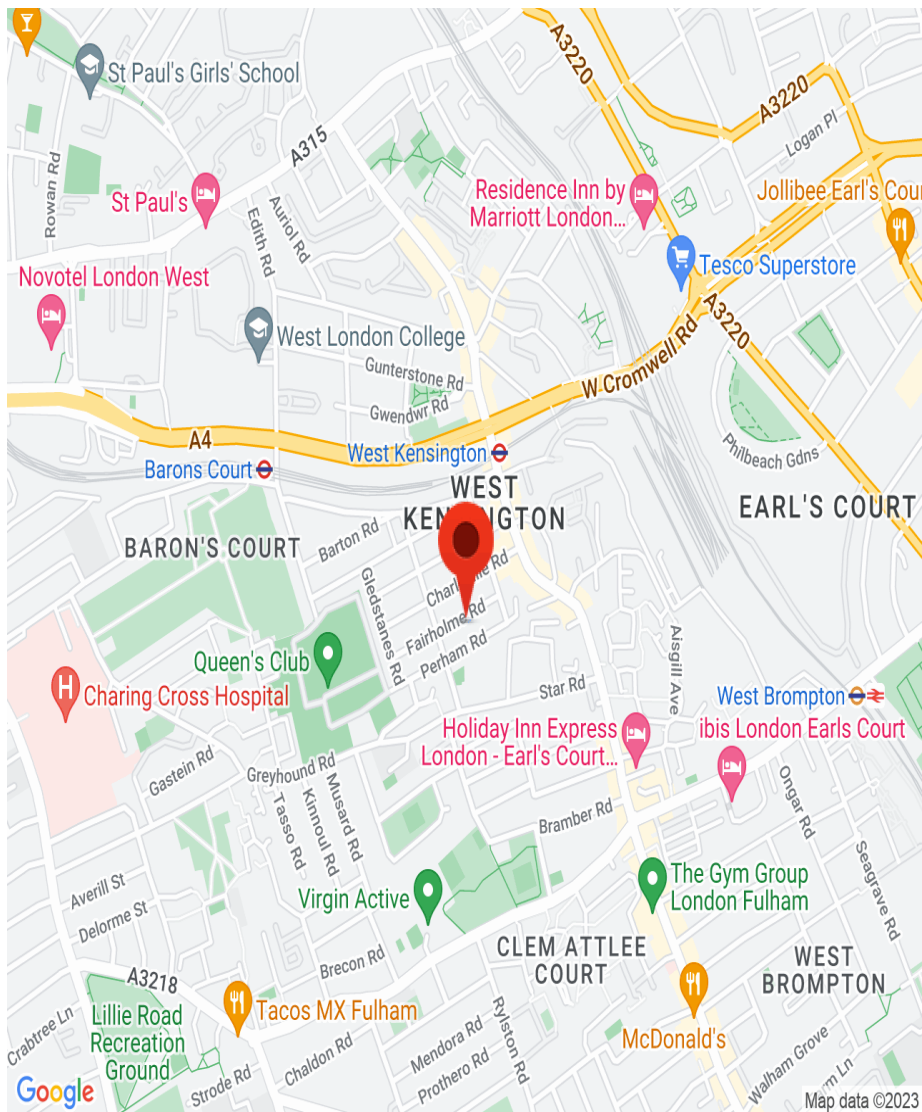 St Paul's Girls' School
A3220
A3220
Logan Pl
A315
Rowan Rd
St Paul's
Auriol Rd
Edith Rd
Residence Inn by
Marriott London...
Jollibee Earl's Cour
Tesco Superstore
Novotel London West
A3220
West London College
Gunterstone Rd
W Cromwell Rd
Gwendwr Rd
A4
West Kensington
Philbeach Gdns
Barons Court
WEST
EARL'S COURT
Barton Rd
BARON'S COURT
Gledstanes Rd
Fairholme Rd
Perham Rd
Aisgill Ave
Queen's Club
Charing Cross Hospital
Star Rd
West Brompton
Holiday Inn Express
London - Earl's Court...
ibis London Earls Court
Gastein Rd
Greyhound Rd
Musard Rd
Kinnoul Rd
Tasso Rd
Bramber Rd
Ongar Rd
Seagrave Rd
Averill St
Delorme St
Virgin Active
The Gym Group
London Fulham
Brecon Rd
CLEM ATTLEE
COURT
WEST
BROMPTON
A3218
Crabtree Ln
Lillie Road
Recreation
Ground
Tacos MX Fulham
Rylston Rd
Mendora Rd
McDonald's
Chaldon Rd
Prothero Rd
Strode Rd
Walham Grove
Google
Map data ©2023